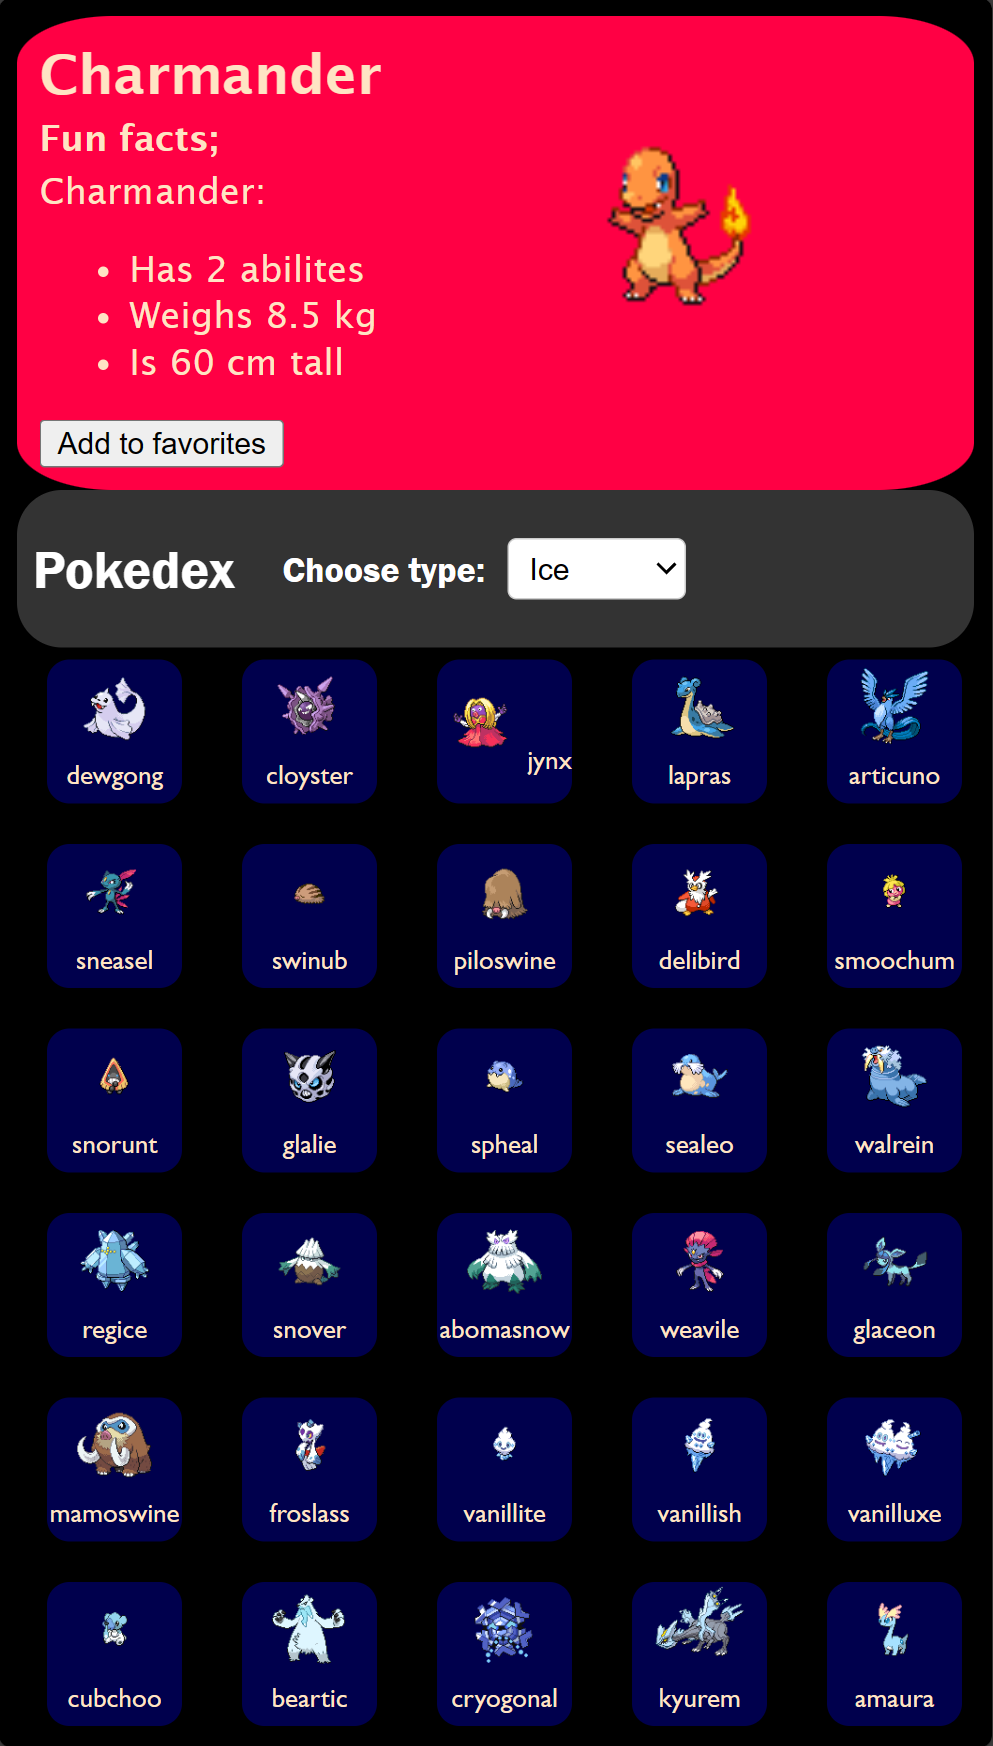 Charmander
Fun facts;
Charmander:
• Has 2 abilites
• Weighs 8.5 kg
• Is 60 cm tall
Add to favorites
Pokedex Choose type: Ice
dewgong cloyster jynx lapras articuno
sneasel swinub piloswine delibird smoochum
snorunt glalie spheal sealeo walrein
regice snover abomasnow weavile glaceon
mamoswine froslass vanillite vanillish vanilluxe
cubchoo beartic cryogonal kyurem amaura